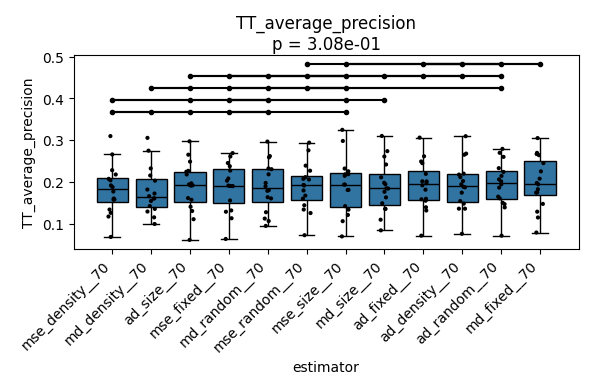 TT_average_precision
p = 3.08e-01
TT_average_precision
0.5
0.4
0.3
0.2
0.1
mse_density__70
md_density__70
ad_size__70
mse_fixed__70
md_random__70
mse_random__70
mse_size__70
md_size__70
ad_fixed__70
ad_density__70
ad_random__70
md_fixed__70
estimator